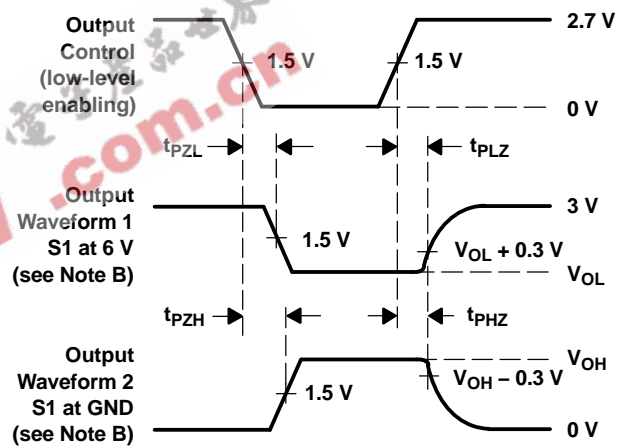 Output
Control
(low-level
enabling)
2.7 V
1.5 V
1.5 V
0 V
tPZL
tPLZ
Output
Waveform 1
S1 at 6 V
(see Note B)
3 V
1.5 V
VOL + 0.3 V
VOL
tPZH
tPHZ
Output
Waveform 2
S1 at GND
(see Note B)
VOH
1.5 V
VOH – 0.3 V
0 V
.com.cn